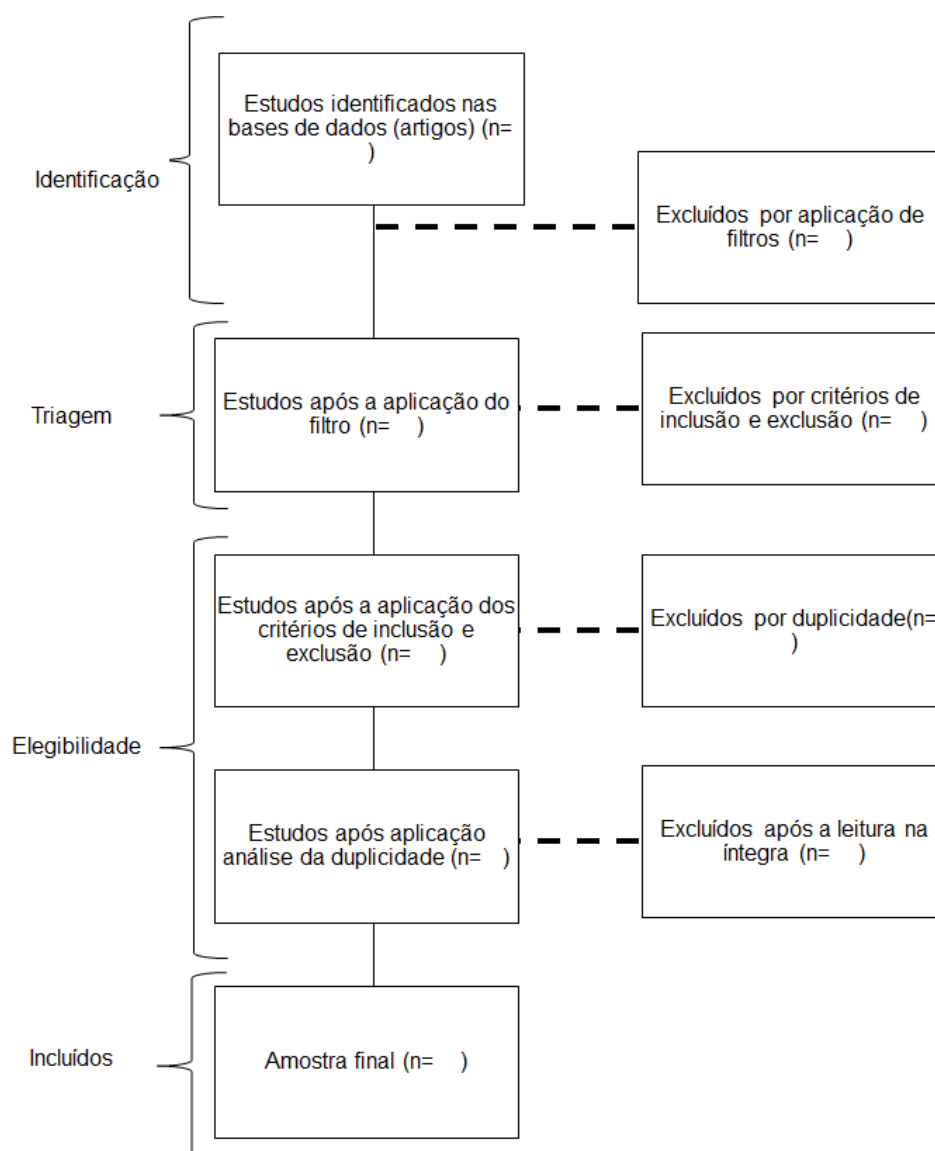 Estudos identificados nas
bases de dados (artigos) (n=
)
Identificação
Excluídos por aplicação de
filtros (n= )
Triagem
Estudos após a aplicação do
filtro (n= )
Excluídos por critérios de
inclusão e exclusão (n= )
Estudos após a aplicação dos
critérios de inclusão e
exclusão (n= )
Excluídos por duplicidade(n=
)
Elegibilidade
Estudos após aplicação
análise da duplicidade (n= )
Excluídos após a leitura na
íntegra (n= )
Incluídos
Amostra final (n= )